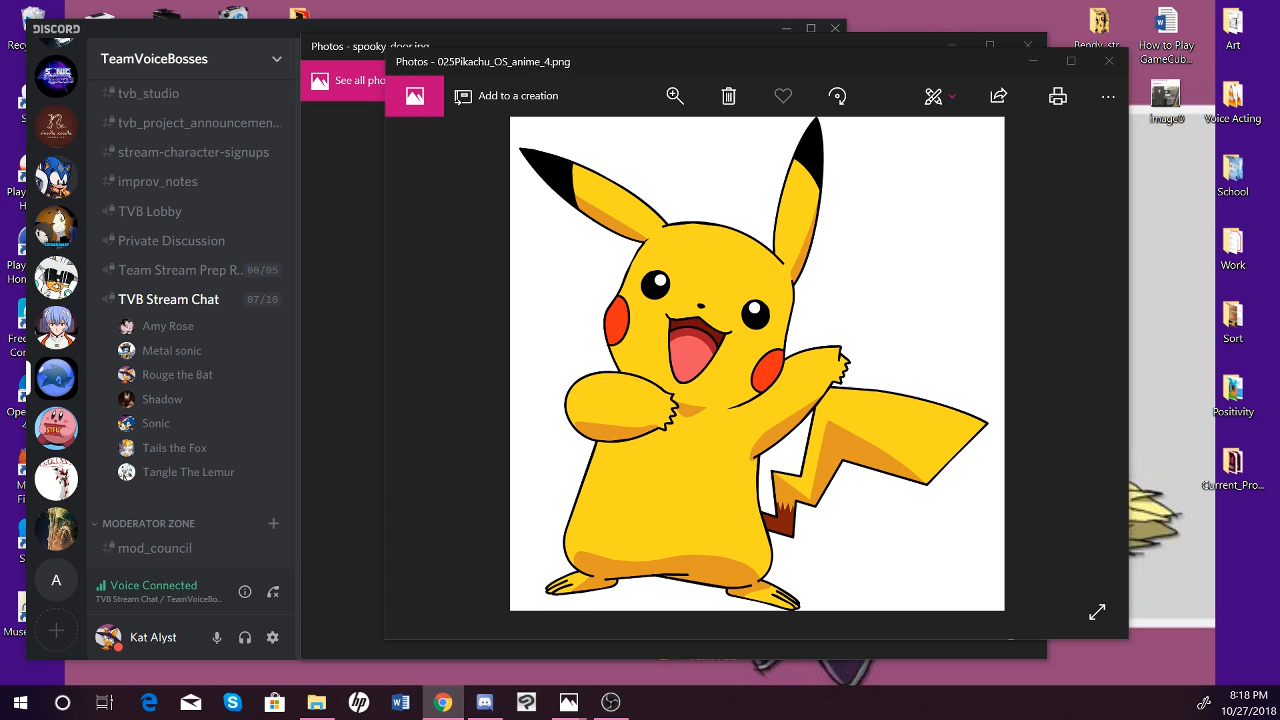 DISCORD
TeamVoiceBosses
tvb_studio
tvb_project_announcemen...
stream-character-signups
improv_notes
TVB Lobby
Private Discussion
Team Stream Prep R.. 00/05
TVB Stream Chat 07/10
Amy Rose
Metal sonic
Rouge the Bat
Shadow
Sonic
Tails the Fox
Tangle The Lemur
MODERATOR ZONE
mod_council
Voice Connected
TVB Stream Chat / TeamVoiceBo...
Kat Alyst
A
Photos - spooky_door.png
See all pho
Photos - 025Pikachu_OS_anime_4.png
Add to a creation
How to Play
GameCub...
Art
image0
Voice Acting
School
Work
Sort
Positivity
Current_Pro...
8:18 PM
10/27/2018